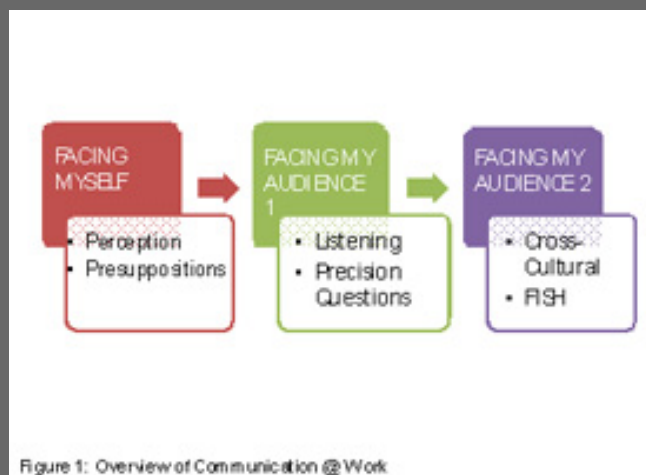 FACING
MYSELF
• Perception
• Presuppositions
FACING MY
AUDIENCE
1
• Listening
• Precision
Questions
FACING MY
AUDIENCE 2
• Cross-
Cultural
• FISH
Figure 1: Overview of Communication @ Work